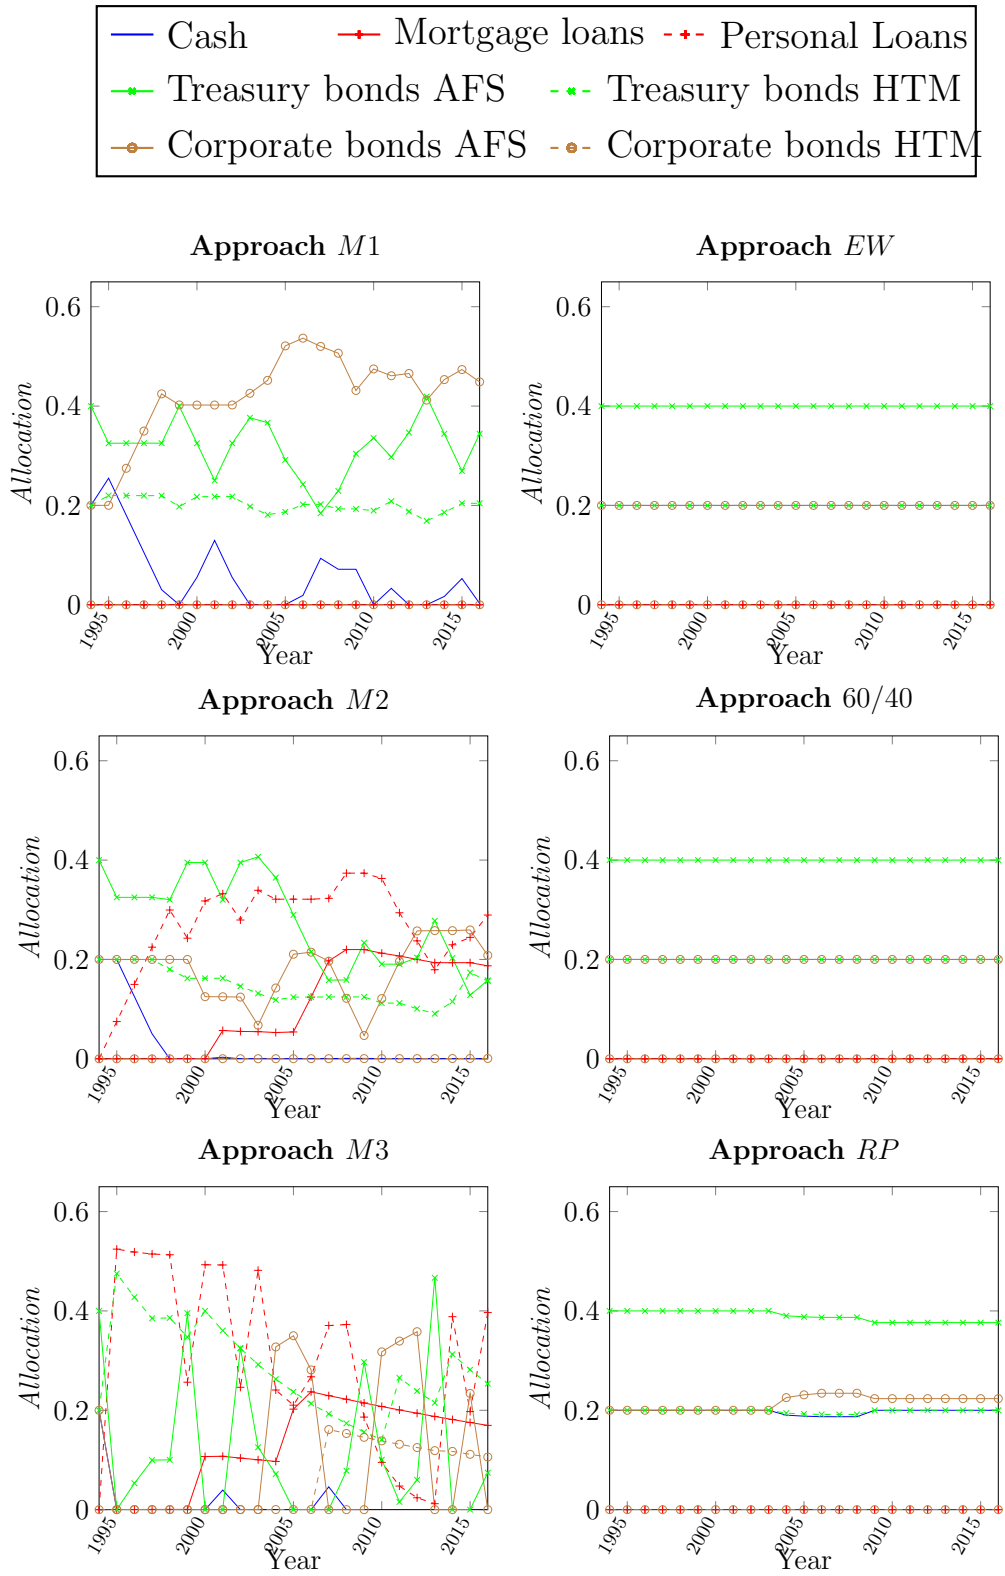 Cash Mortgage loans Personal Loans
Treasury bonds AFS Treasury bonds HTM
Corporate bonds AFS Corporate bonds HTM
Approach M1
0.6
0.4
0.2
0
Allocation
1995 2000 2005 2010 2015
Year
Approach EW
0.6
0.4
0.2
0
Allocation
1995 2000 2005 2010 2015
Year
Approach M2
0.6
0.4
0.2
0
Allocation
1995 2000 2005 2010 2015
Year
Approach 60/40
0.6
0.4
0.2
0
Allocation
1995 2000 2005 2010 2015
Year
Approach M3
0.6
0.4
0.2
0
Allocation
1995 2000 2005 2010 2015
Year
Approach RP
0.6
0.4
0.2
0
Allocation
1995 2000 2005 2010 2015
Year